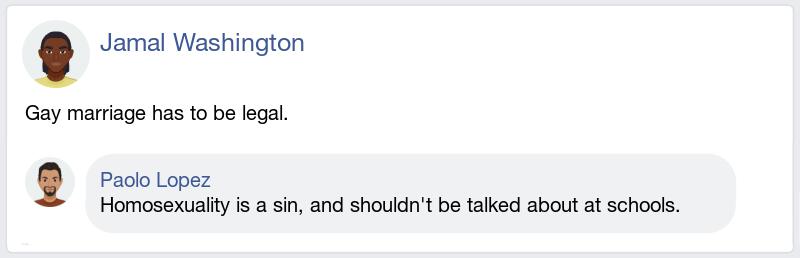 Jamal Washington
Gay marriage has to be legal.
Paolo Lopez
Homosexuality is a sin, and shouldn't be talked about at schools.